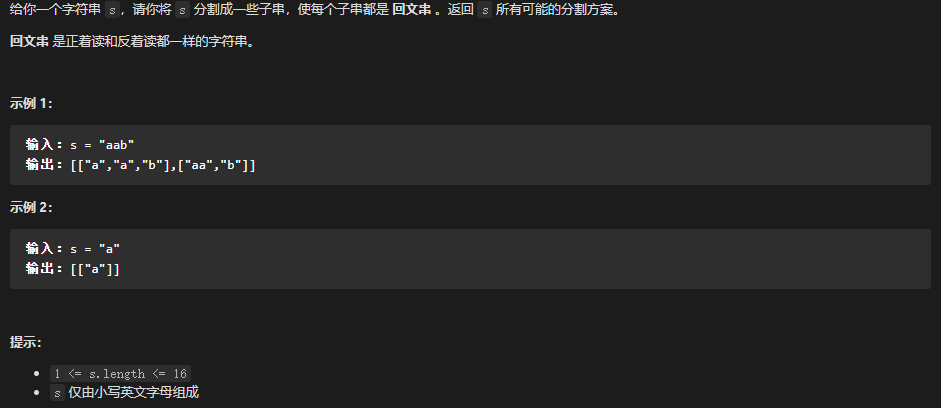 给你一个字符串 s，请你将 s 分割成一些子串，使每个子串都是 回文串 。返回 s 所有可能的分割方案。
回文串 是正着读和反着读都一样的字符串。
示例 1：
输入：s = "aab"
输出：[["a","a","b"],["aa","b"]]
示例 2：
输入：s = "a"
输出：[["a"]]
提示：
• 1 <= s.length <= 16
• s 仅由小写英文字母组成